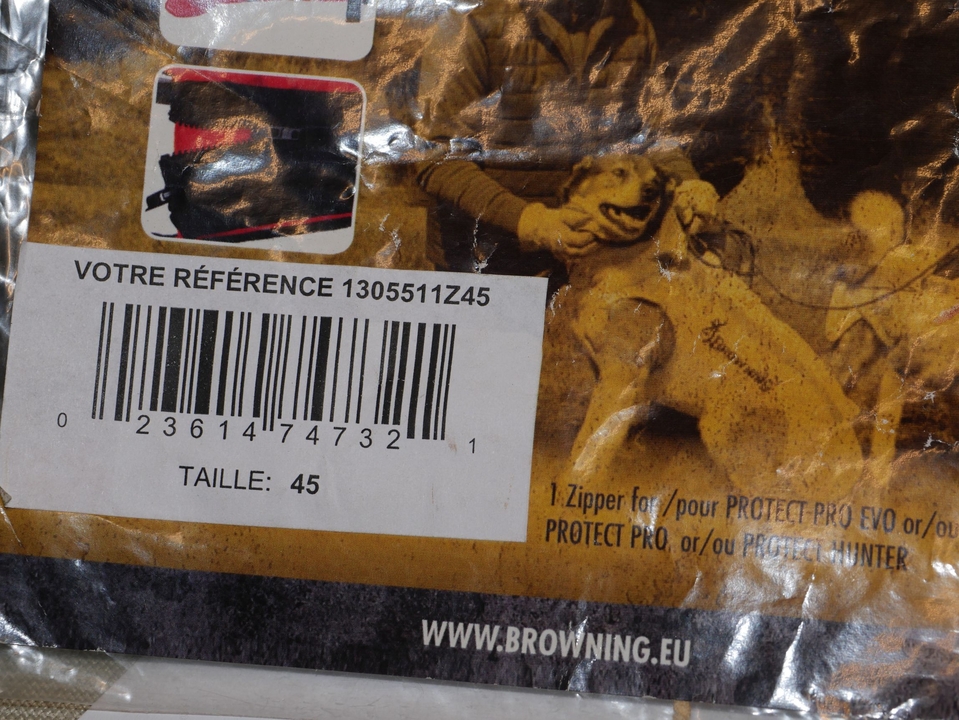 VOTRE RÉFÉRENCE 1305511Z45
0 23614 74732 1
TAILLE: 45
BROWNING
1 Zipper for /pour PROTECT PRO EVO or/ou
PROTECT PRO, or/ou PROTECT HUNTER
WWW.BROWNING.EU